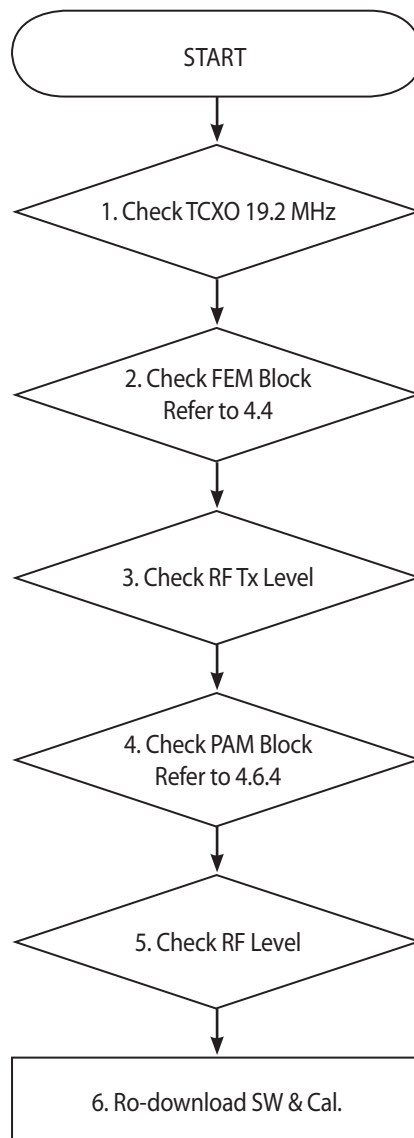 START
1. Check TCXO 19.2 MHz
2. Check FEM Block
Refer to 4.4
3. Check RF Tx Level
4. Check PAM Block
Refer to 4.6.4
5. Check RF Level
6. Ro-download SW & Cal.